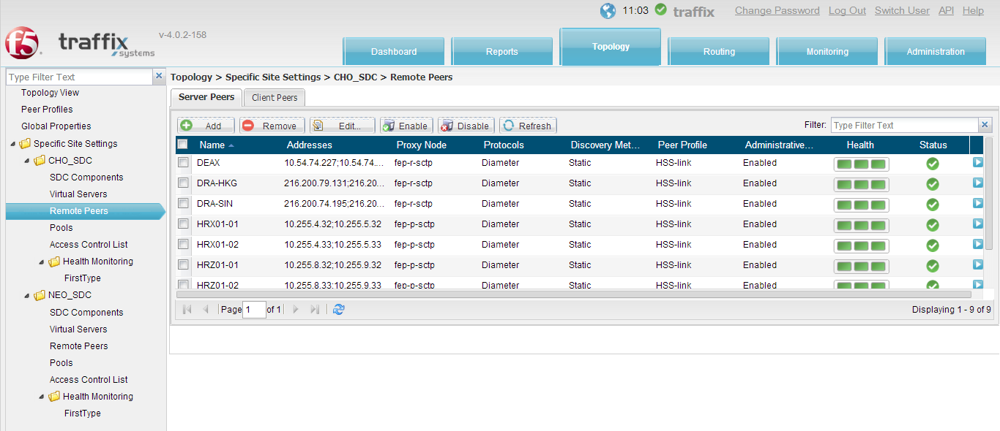 11:03 traffix Change Password Log Out Switch User API Help
f5 traffix systems v-4.0.2-158
Dashboard Reports Topology Routing Monitoring Administration
Type Filter Text
Topology View
Peer Profiles
Global Properties
Specific Site Settings
CHO_SDC
SDC Components
Virtual Servers
Remote Peers
Pools
Access Control List
Health Monitoring
FirstType
NEO_SDC
SDC Components
Virtual Servers
Remote Peers
Pools
Access Control List
Health Monitoring
FirstType
Topology > Specific Site Settings > CHO_SDC > Remote Peers
Server Peers Client Peers
Add Remove Edit... Enable Disable Refresh Filter: Type Filter Text
Name Addresses Proxy Node Protocols Discovery Met... Peer Profile Administrative... Health Status
DEAX 10.54.74.227;10.54.74.... fep-r-sctp Diameter Static HSS-link Enabled
DRA-HKG 216.200.79.131;216.20... fep-r-sctp Diameter Static HSS-link Enabled
DRA-SIN 216.200.74.195;216.20... fep-r-sctp Diameter Static HSS-link Enabled
HRX01-01 10.255.4.32;10.255.5.32 fep-p-sctp Diameter Static HSS-link Enabled
HRX01-02 10.255.4.33;10.255.5.33 fep-p-sctp Diameter Static HSS-link Enabled
HRZ01-01 10.255.8.32;10.255.9.32 fep-p-sctp Diameter Static HSS-link Enabled
HRZ01-02 10.255.8.33;10.255.9.33 fep-p-sctp Diameter Static HSS-link Enabled
Page 1 of 1 Displaying 1 - 9 of 9